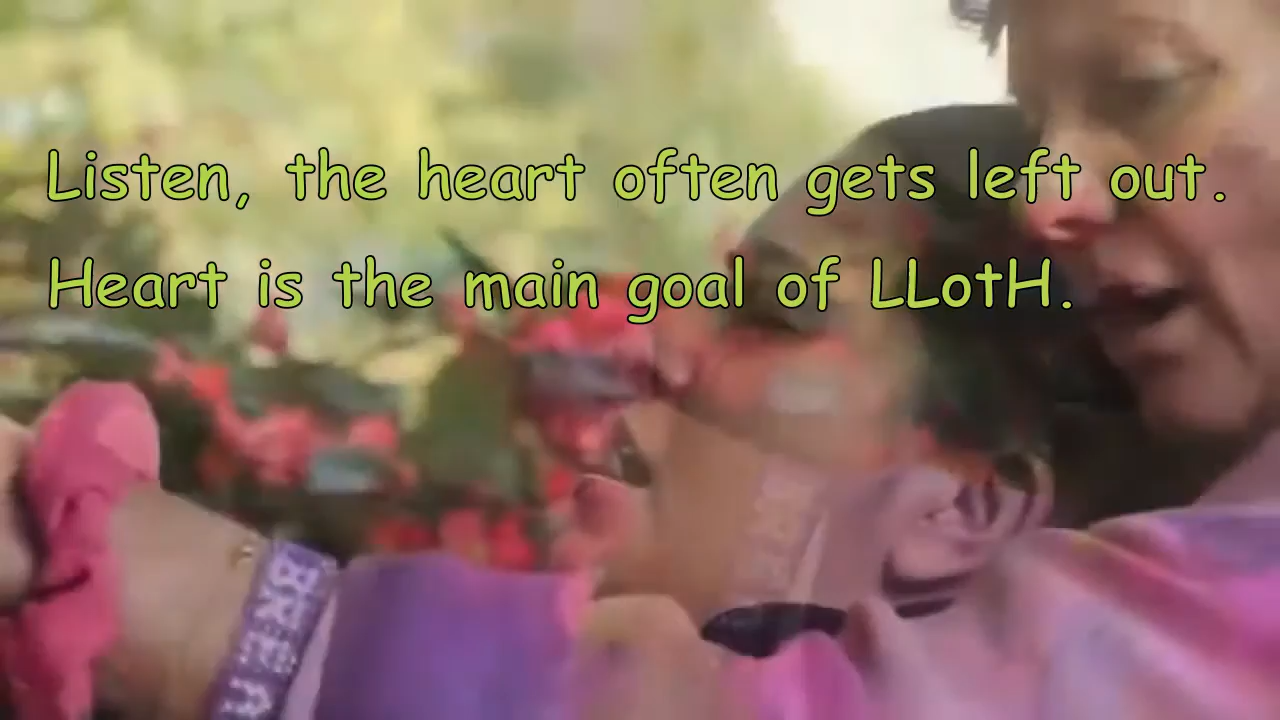 Listen, the heart often gets left out.
Heart is the main goal of LLotH.